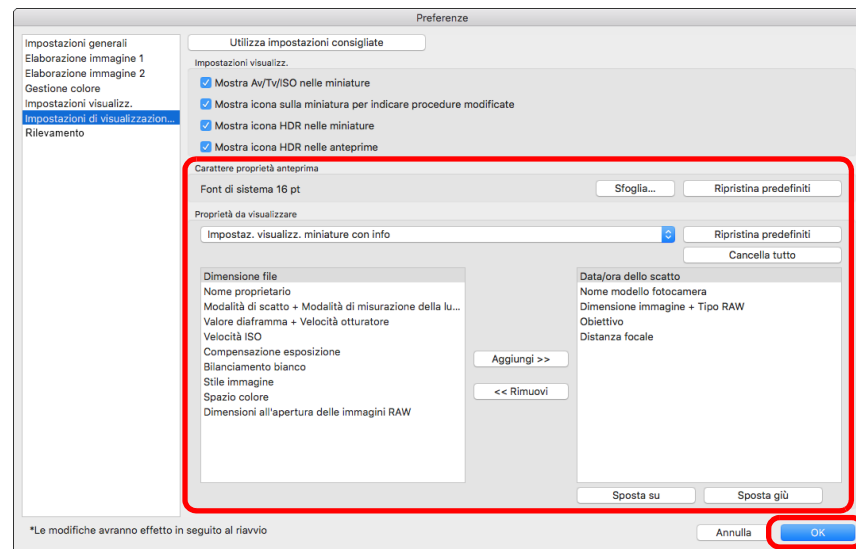 Preferenze
Impostazioni generali
Elaborazione immagine 1
Elaborazione immagine 2
Gestione colore
Impostazioni visualizz.
Impostazioni di visualizzazion...
Rilevamento
Utilizza impostazioni consigliate
Impostazioni visualizz.
Mostra Av/Tv/ISO nelle miniature
Mostra icona sulla miniatura per indicare procedure modificate
Mostra icona HDR nelle miniature
Mostra icona HDR nelle anteprime
Carattere proprietà anteprima
Font di sistema 16 pt
Sfoglia...
Ripristina predefiniti
Proprietà da visualizzare
Impostaz. visualizz. miniature con info
Ripristina predefiniti
Cancella tutto
Dimensione file
Nome proprietario
Modalità di scatto + Modalità di misurazione della lu...
Valore diaframma + Velocità otturatore
Velocità ISO
Compensazione esposizione
Bilanciamento bianco
Stile immagine
Spazio colore
Dimensioni all'apertura delle immagini RAW
Aggiungi >>
<< Rimuovi
Data/ora dello scatto
Nome modello fotocamera
Dimensione immagine + Tipo RAW
Obiettivo
Distanza focale
Sposta su
Sposta giù
*Le modifiche avranno effetto in seguito al riavvio
Annulla
OK